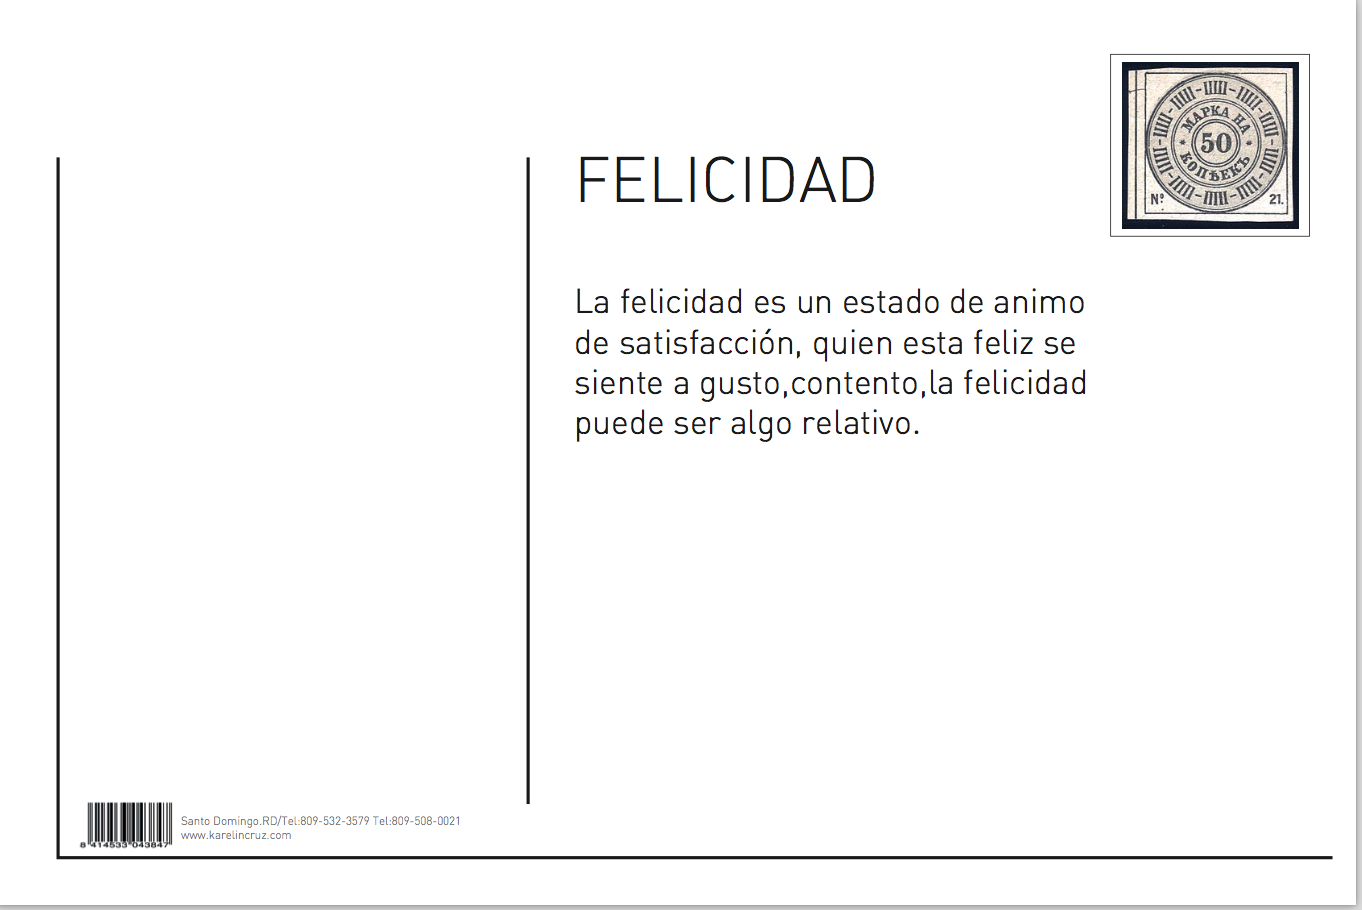 FELICIDAD
МАРКА НА
50
КОПѢЕКЪ
№ 21.
La felicidad es un estado de animo
de satisfacción, quien esta feliz se
siente a gusto,contento,la felicidad
puede ser algo relativo.
8 414533 043847
Santo Domingo.RD/Tel:809-532-3579 Tel:809-508-0021
www.karelincruz.com